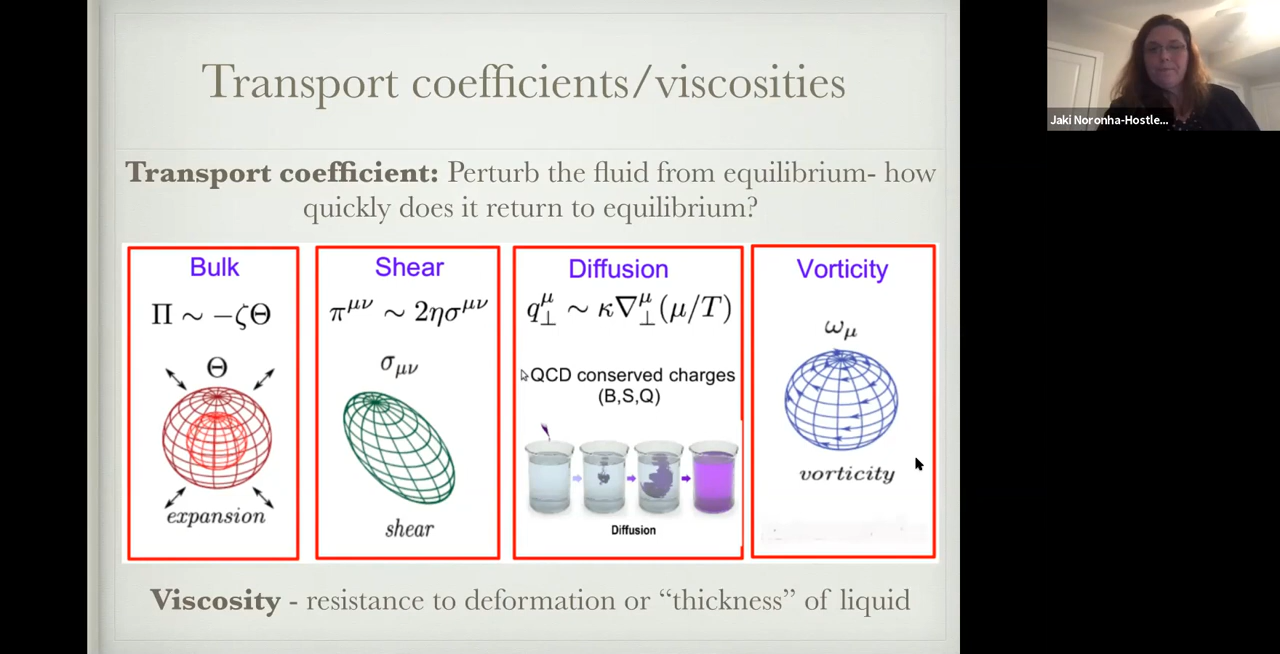 Transport coefficients/viscosities
Jaki Noronha-Hostle...
Transport coefficient: Perturb the fluid from equilibrium- how
quickly does it return to equilibrium?
Bulk
Π ∼ −ζΘ
Θ
expansion
Shear
π^{μν} ∼ 2ησ^{μν}
σ_{μν}
shear
Diffusion
q^μ_⊥ ∼ κ∇^μ_⊥(μ/T)
QCD conserved charges
(B,S,Q)
Diffusion
Vorticity
ω_μ
vorticity
Viscosity - resistance to deformation or “thickness” of liquid